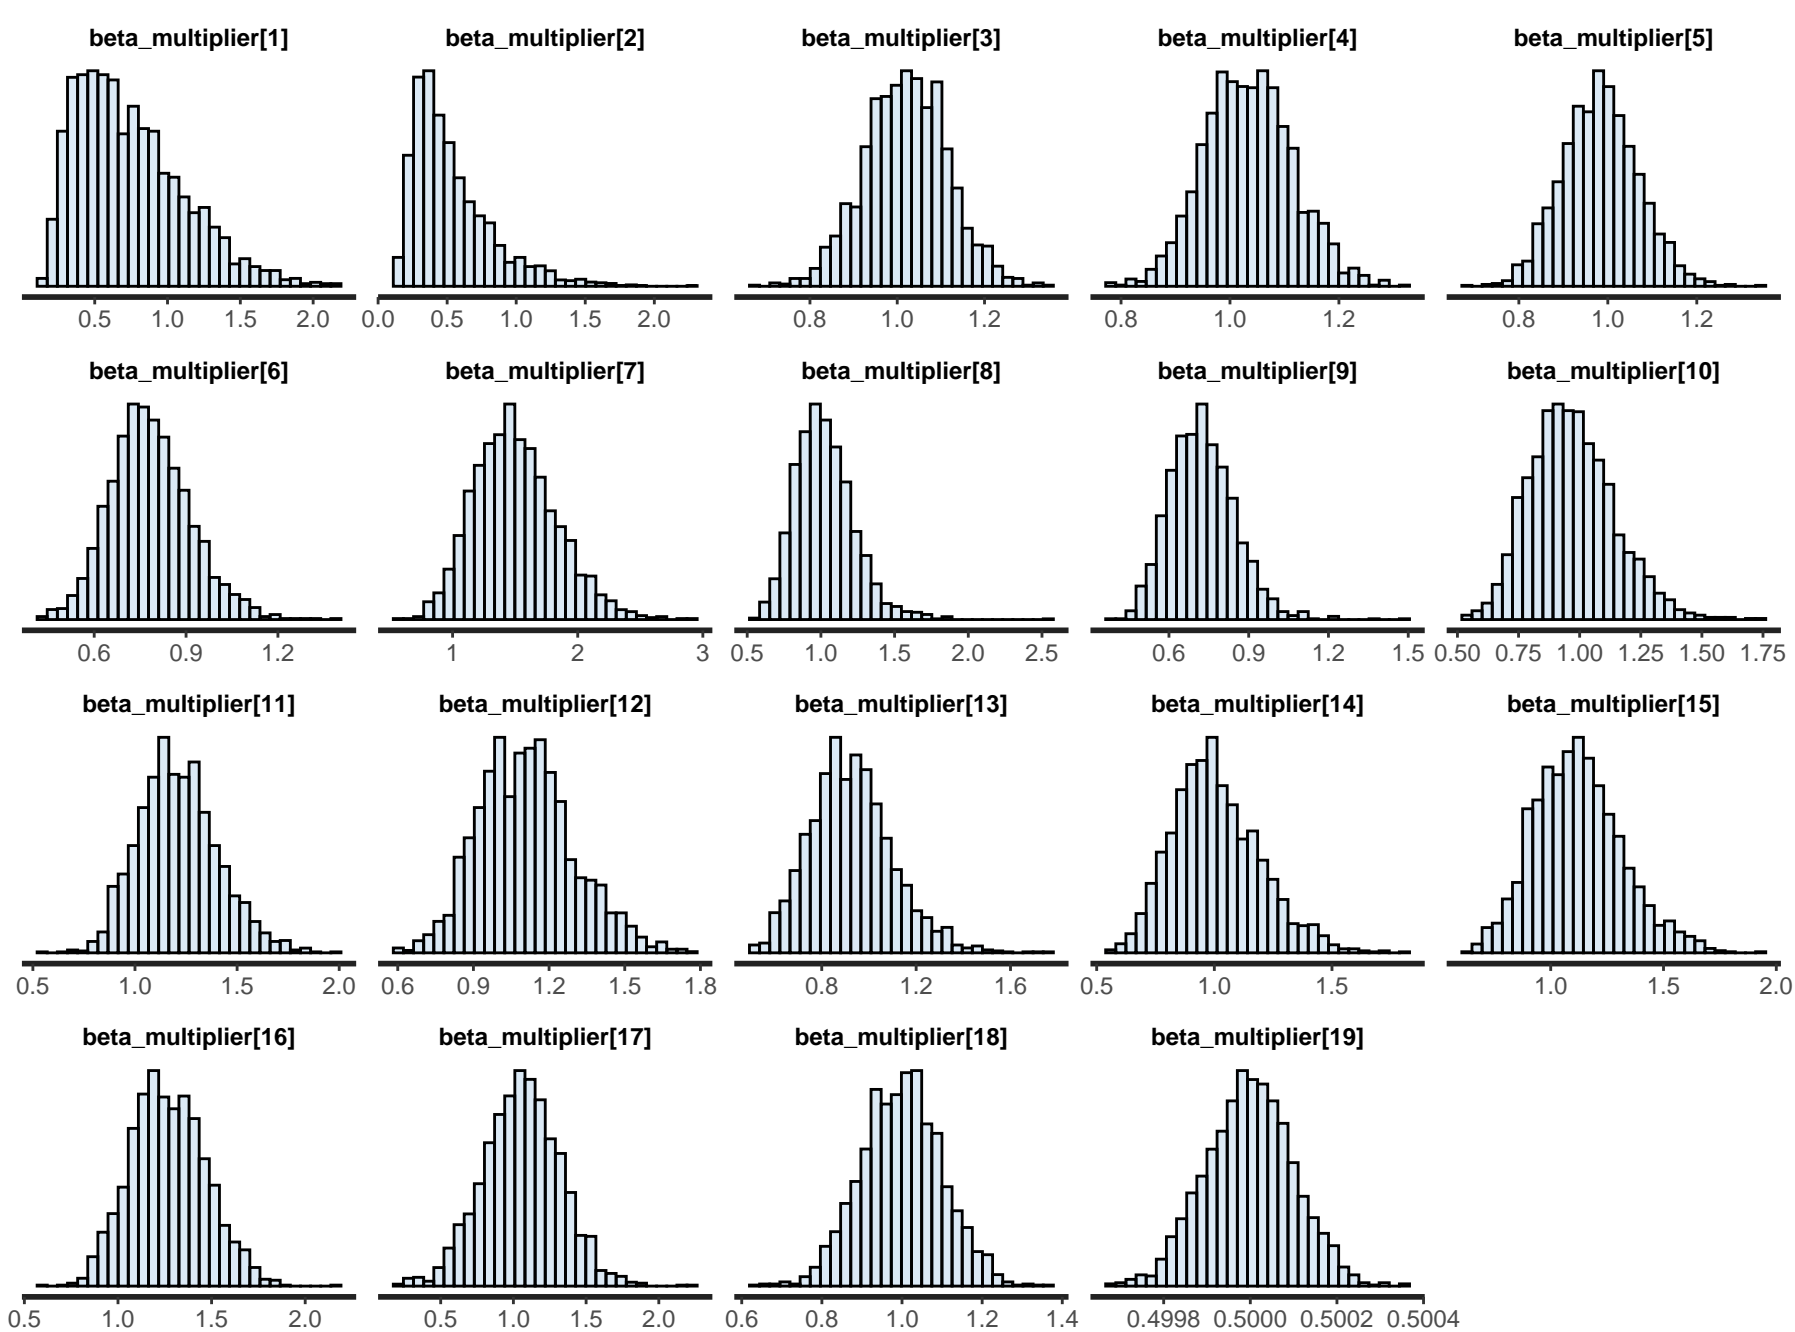 beta_multiplier[1] beta_multiplier[2] beta_multiplier[3] beta_multiplier[4] beta_multiplier[5]
0.5 1.0 1.5 2.0 0.0 0.5 1.0 1.5 2.0 0.8 1.0 1.2 0.8 1.0 1.2 0.8 1.0 1.2
beta_multiplier[6] beta_multiplier[7] beta_multiplier[8] beta_multiplier[9] beta_multiplier[10]
0.6 0.9 1.2 1 2 3 0.5 1.0 1.5 2.0 2.5 0.6 0.9 1.2 1.5 0.50 0.75 1.00 1.25 1.50 1.75
beta_multiplier[11] beta_multiplier[12] beta_multiplier[13] beta_multiplier[14] beta_multiplier[15]
0.5 1.0 1.5 2.0 0.6 0.9 1.2 1.5 1.8 0.8 1.2 1.6 0.5 1.0 1.5 1.0 1.5 2.0
beta_multiplier[16] beta_multiplier[17] beta_multiplier[18] beta_multiplier[19]
0.5 1.0 1.5 2.0 0.5 1.0 1.5 2.0 0.6 0.8 1.0 1.2 1.4 0.4998 0.5000 0.5002 0.5004